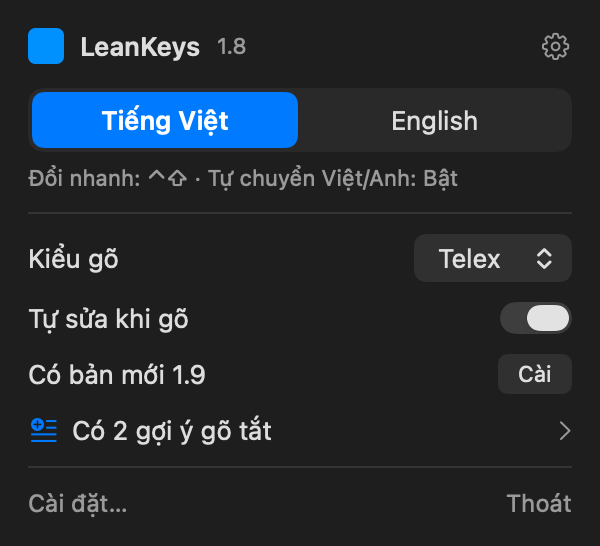 LeanKeys 1.8
Tiếng Việt English
Đổi nhanh: ⌃⇧ · Tự chuyển Việt/Anh: Bật
Kiểu gõ Telex
Tự sửa khi gõ
Có bản mới 1.9 Cài
Có 2 gợi ý gõ tắt
Cài đặt... Thoát